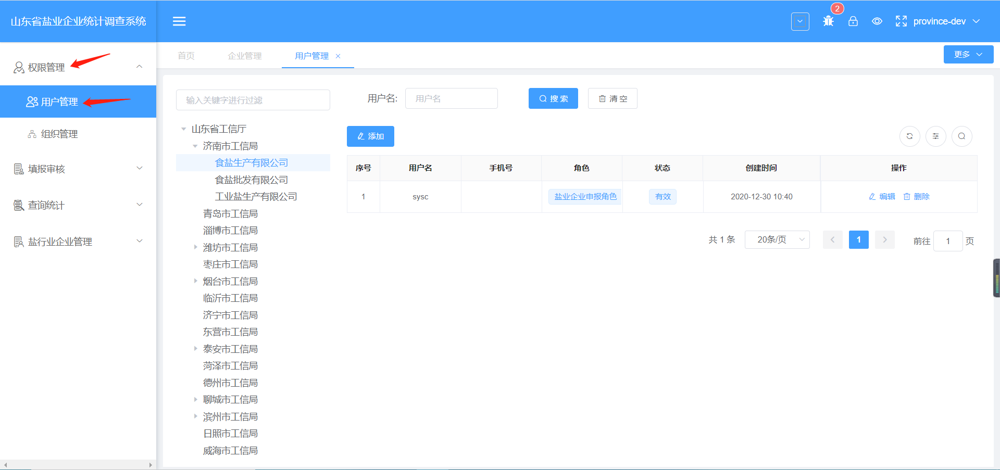 山东省盐业企业统计调查系统
2
province-dev
权限管理
用户管理
组织管理
填报审核
查询统计
盐行业企业管理
首页
企业管理
用户管理
更多
输入关键字进行过滤
山东省工信厅
济南市工信局
食盐生产有限公司
食盐批发有限公司
工业盐生产有限公司
青岛市工信局
淄博市工信局
潍坊市工信局
枣庄市工信局
烟台市工信局
临沂市工信局
济宁市工信局
东营市工信局
泰安市工信局
菏泽市工信局
德州市工信局
聊城市工信局
滨州市工信局
日照市工信局
威海市工信局
用户名: 用户名 搜 索 清 空
添加
序号 用户名 手机号 角色 状态 创建时间 操作
1 sysc 盐业企业申报角色 有效 2020-12-30 10:40 编辑 删除
共 1 条 20条/页 1 前往 1 页